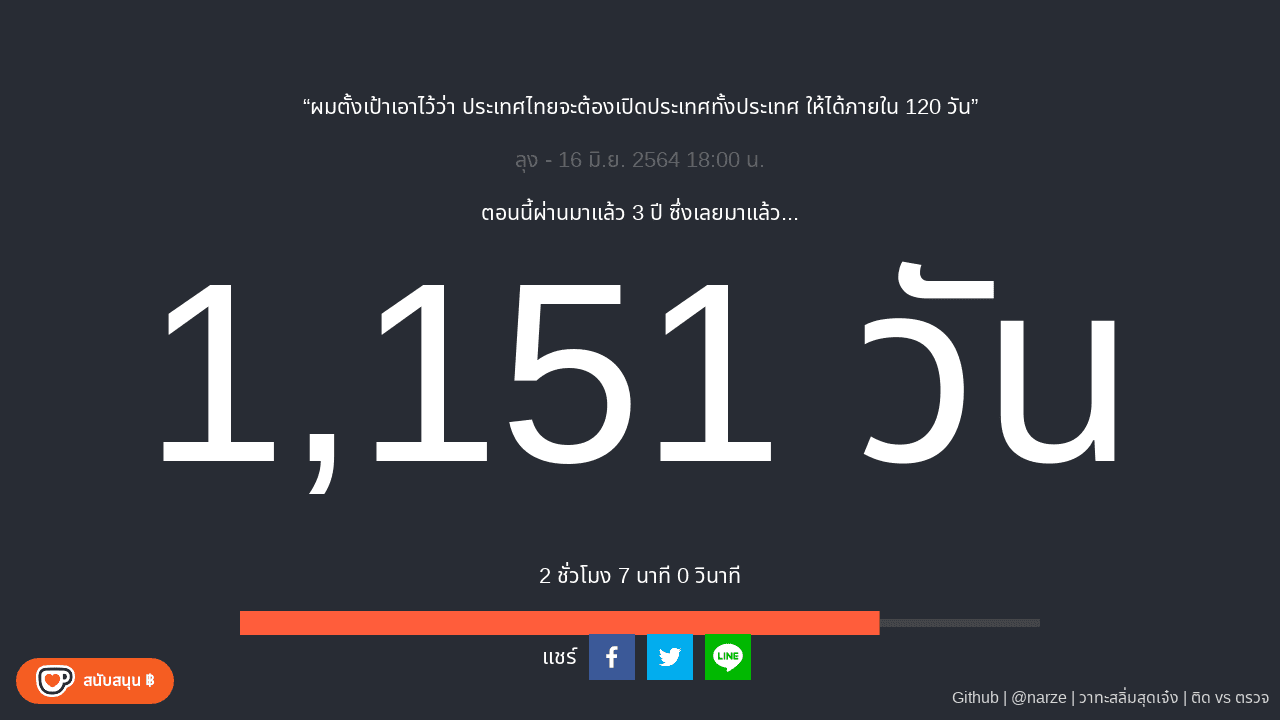 “ผมตั้งเป้าเอาไว้ว่า ประเทศไทยจะต้องเปิดประเทศทั้งประเทศ ให้ได้ภายใน 120 วัน”
ลุง - 16 มิ.ย. 2564 18:00 น.
ตอนนี้ผ่านมาแล้ว 3 ปี ซึ่งเลยมาแล้ว...
1,151 วัน
2 ชั่วโมง 7 นาที 0 วินาที
แชร์
LINE
สนับสนุน ฿
Github | @narze | วาทะสลิ่มสุดเจ๋ง | ติด vs ตรวจ